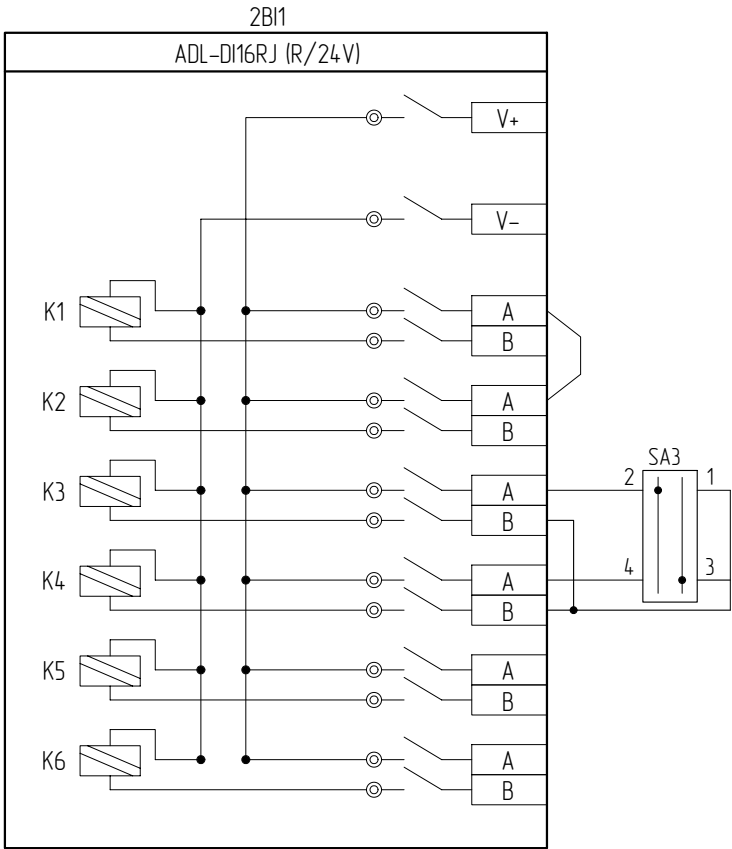 2BI1
ADL-DI16RJ (R/24V)
V+
V-
K1 A
B
K2 A
B
SA3
K3 A 2 1
B
K4 A 4 3
B
K5 A
B
K6 A
B